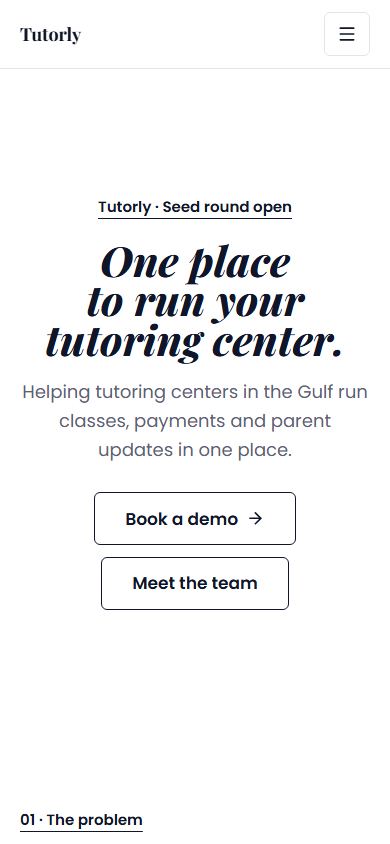 Tutorly
Tutorly · Seed round open
One place
to run your
tutoring center.
Helping tutoring centers in the Gulf run
classes, payments and parent
updates in one place.
Book a demo →
Meet the team
01 · The problem